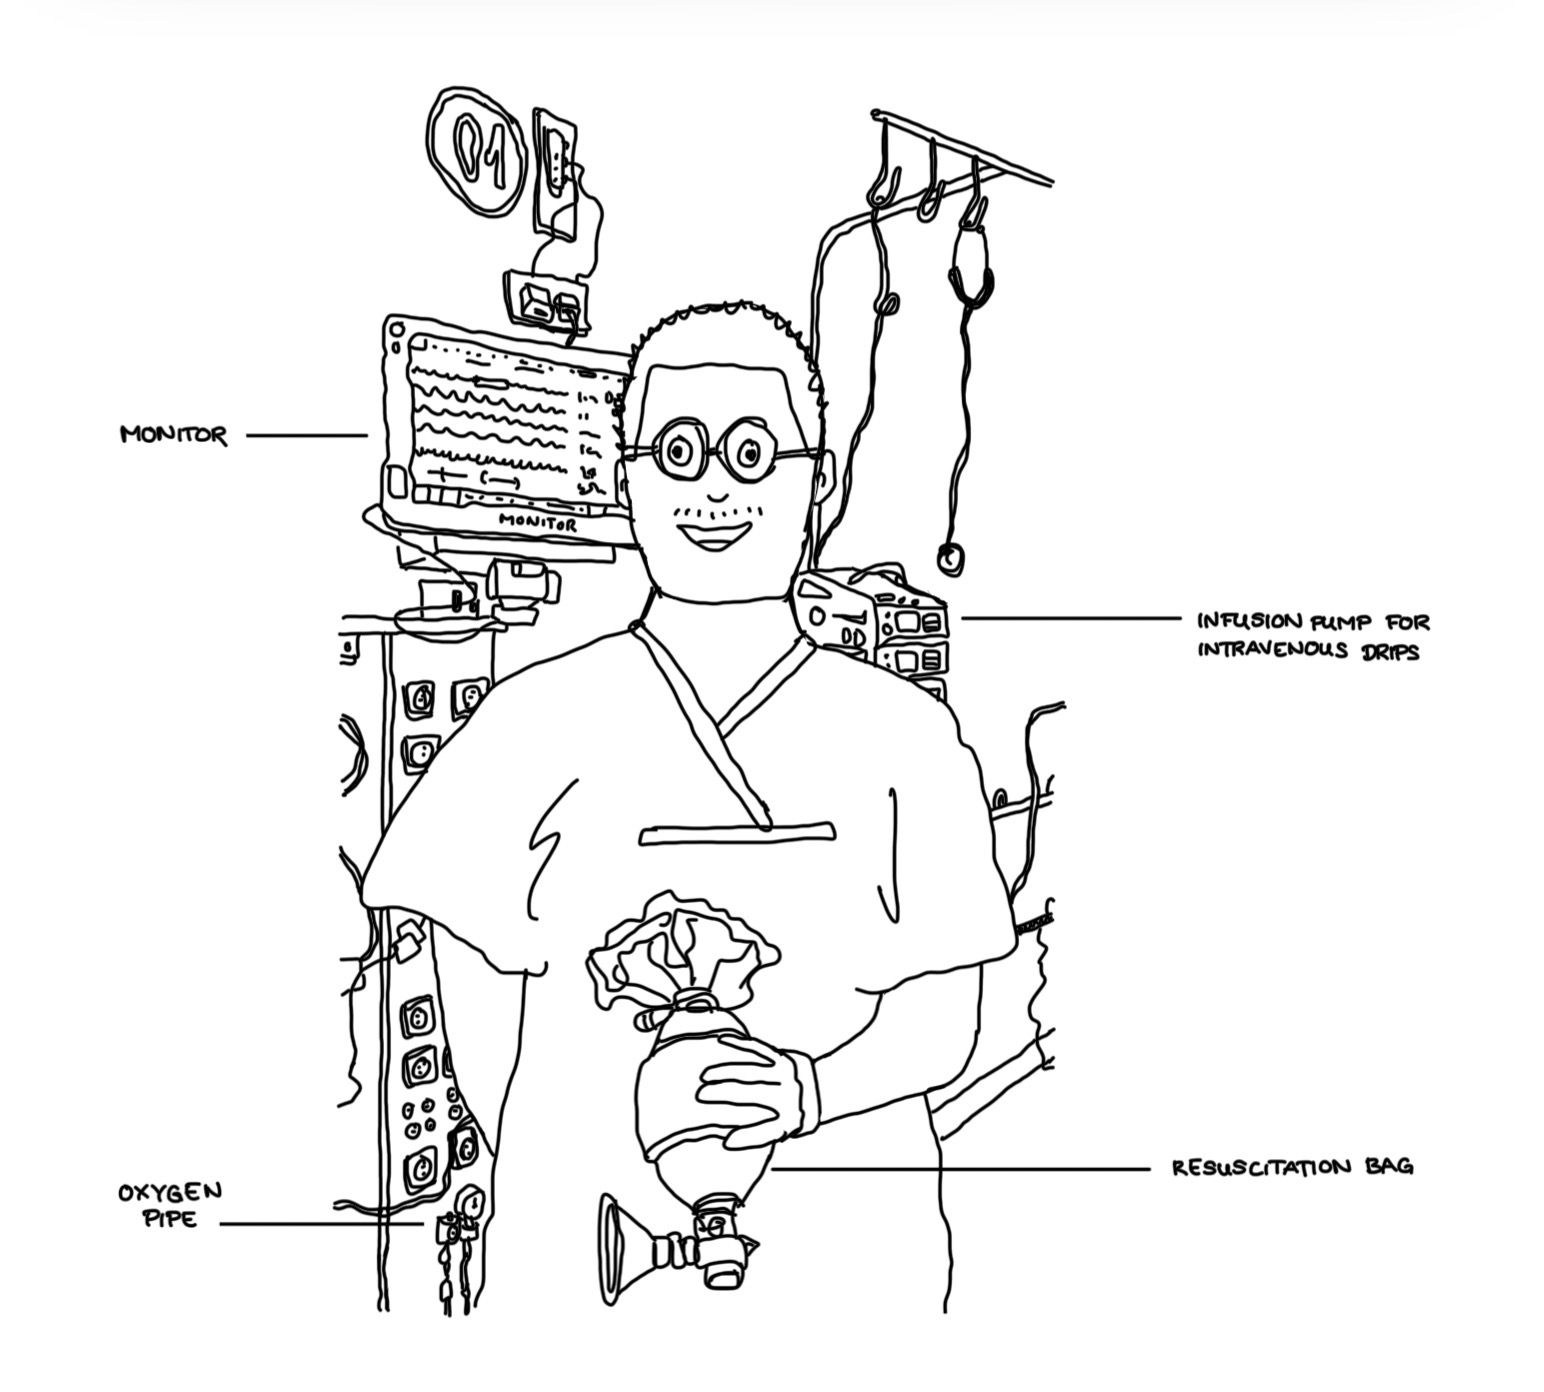 01
MONITOR
MONITOR
INFUSION PUMP FOR
INTRAVENOUS DRIPS
RESUSCITATION BAG
OXYGEN
PIPE